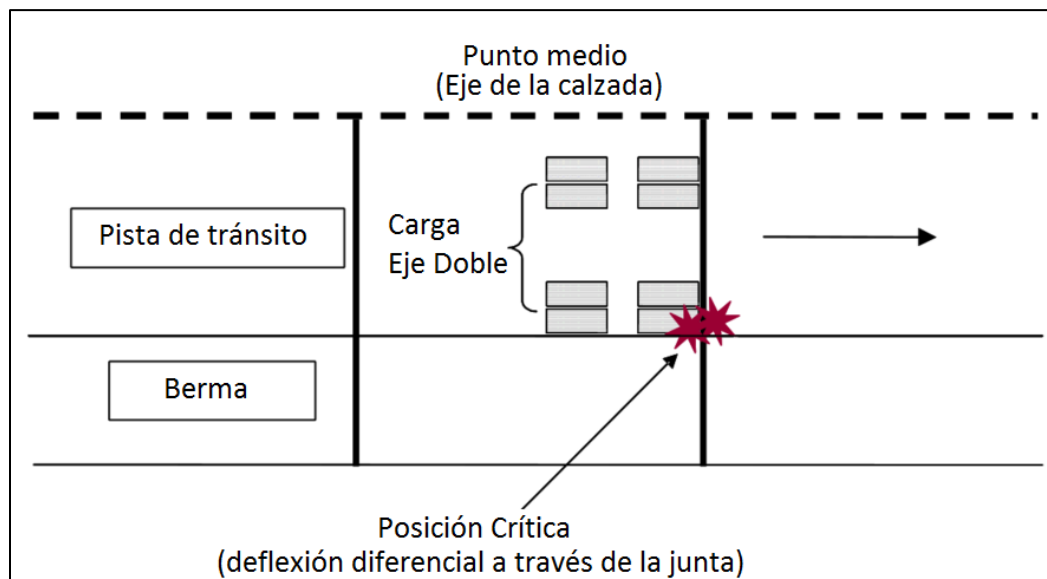 Punto medio
(Eje de la calzada)
Pista de tránsito
Carga
Eje Doble
Berma
Posición Crítica
(deflexión diferencial a través de la junta)